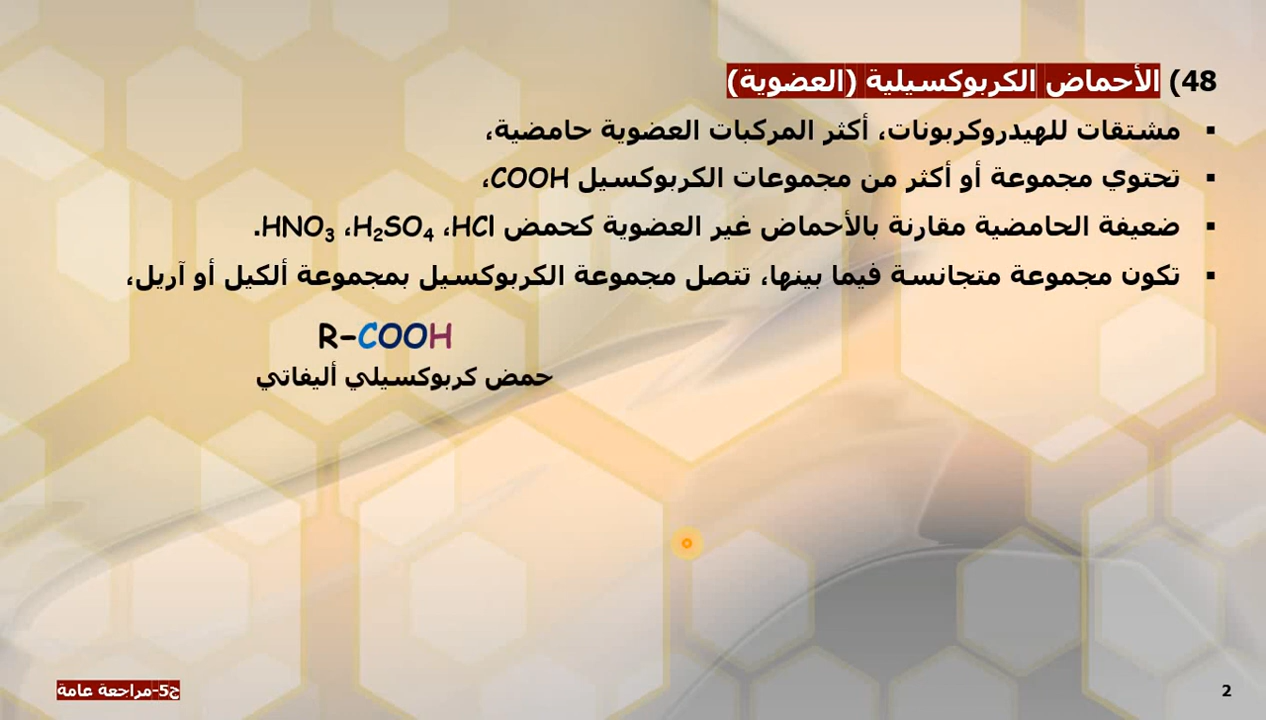 48) الأحماض الكربوكسيلية (العضوية)
▪ مشتقات للهيدروكربونات، أكثر المركبات العضوية حامضية،
▪ تحتوي مجموعة أو أكثر من مجموعات الكربوكسيل COOH،
▪ ضعيفة الحامضية مقارنة بالأحماض غير العضوية كحمض HCl، H₂SO₄، HNO₃.
▪ تكون مجموعة متجانسة فيما بينها، تتصل مجموعة الكربوكسيل بمجموعة ألكيل أو آريل،
R–COOH
حمض كربوكسيلي أليفاتي
ج5-مراجعة عامة
2